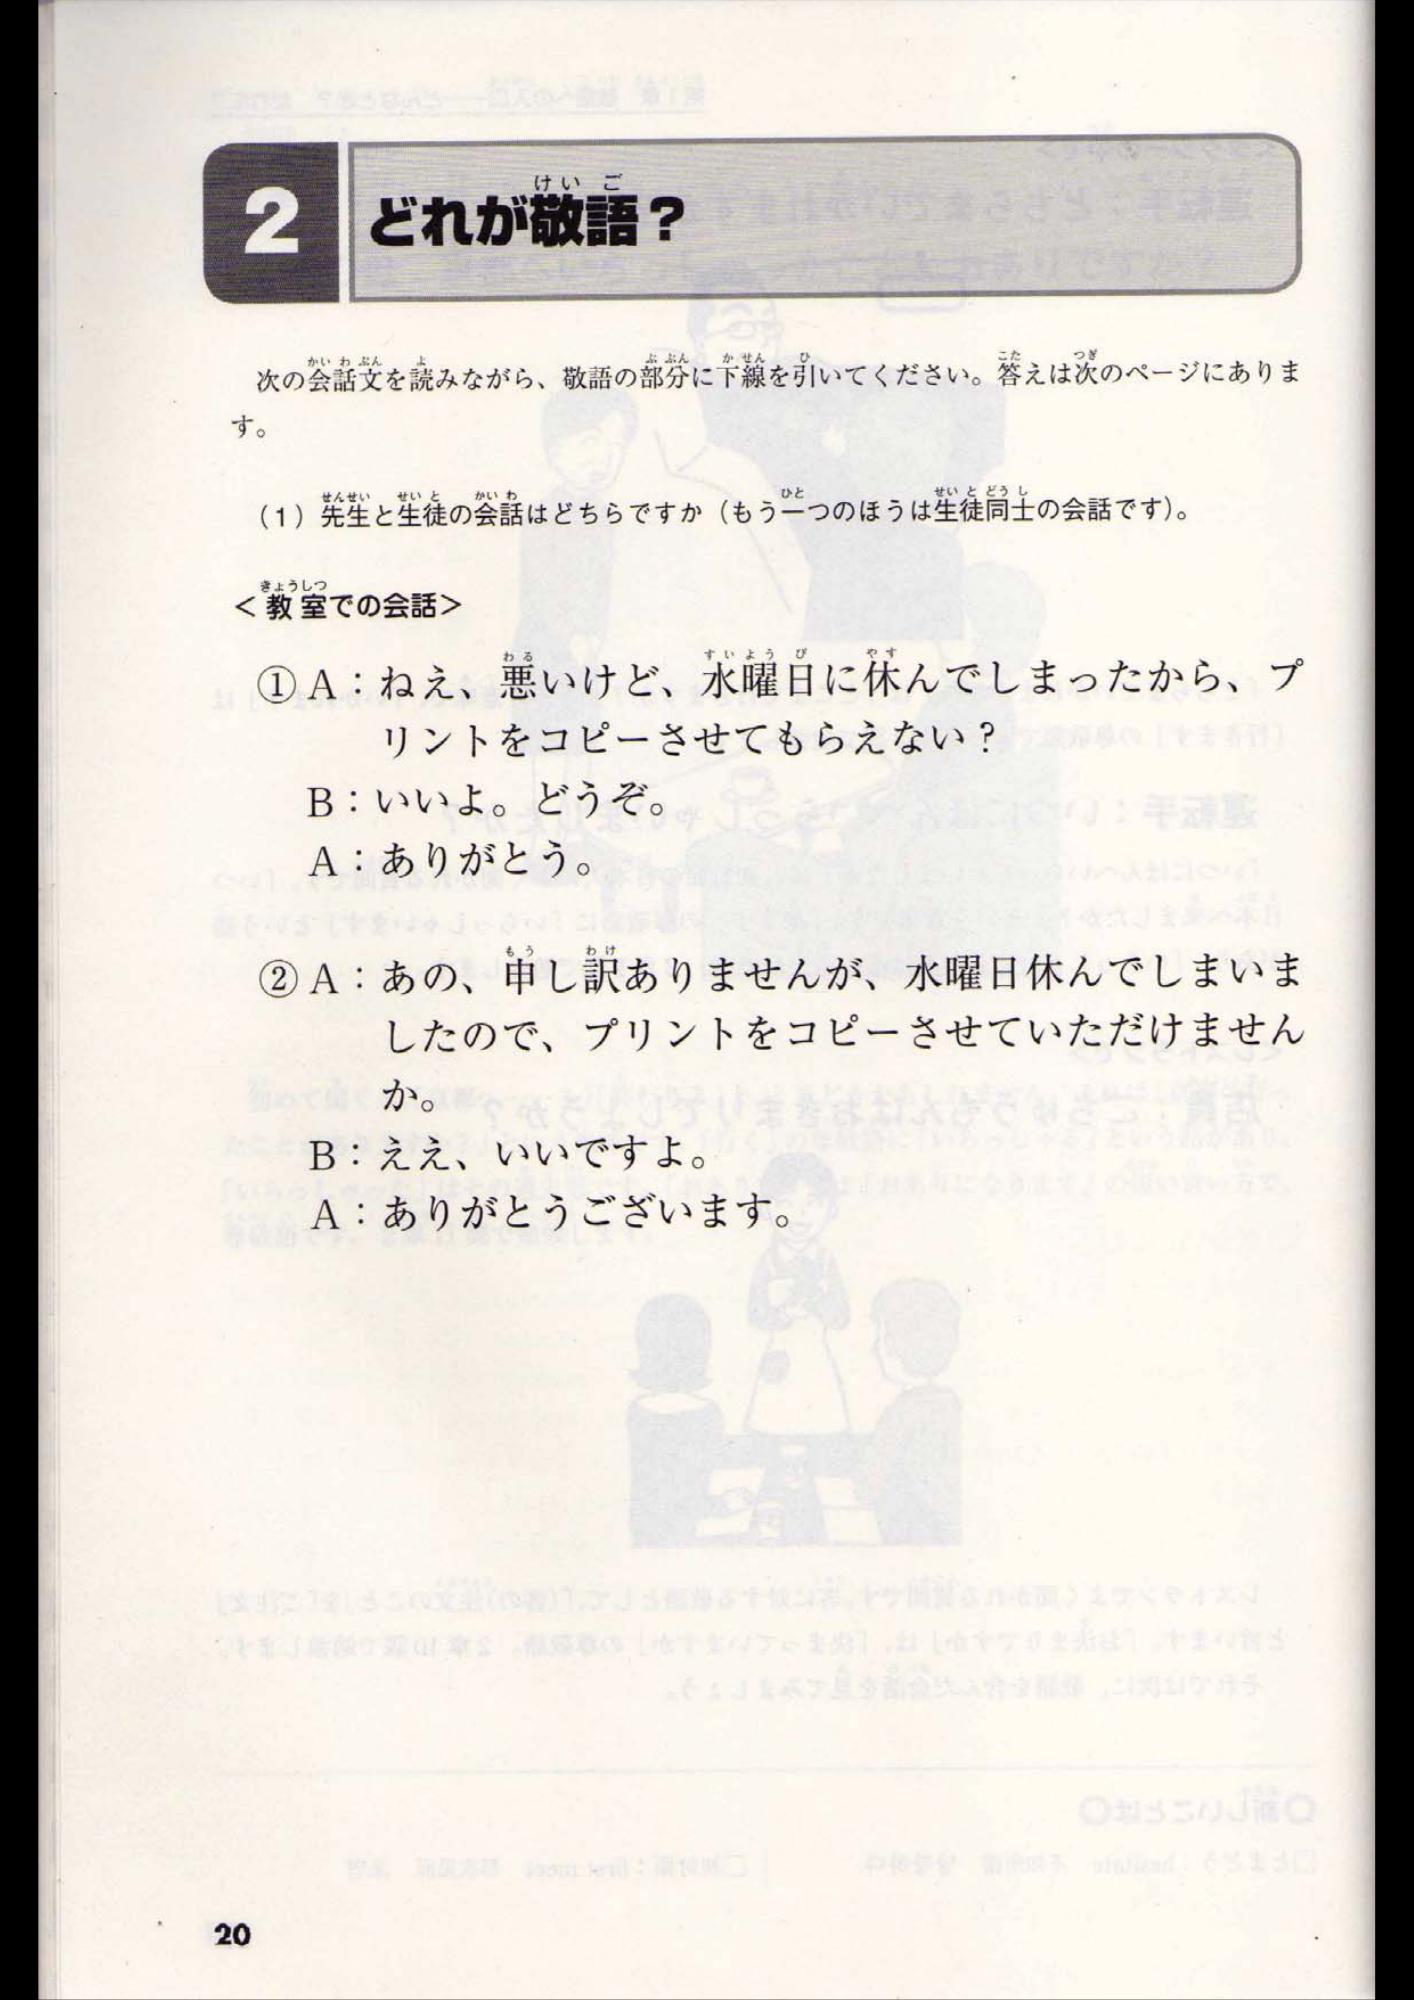 2
どれが敬語？
次の会話文を読みながら、敬語の部分に下線を引いてください。答えは次のページにありま
す。
（1）先生と生徒の会話はどちらですか（もう一つのほうは生徒同士の会話です）。
＜教室での会話＞
①A：ねえ、悪いけど、水曜日に休んでしまったから、プ
リントをコピーさせてもらえない？
B：いいよ。どうぞ。
A：ありがとう。
②A：あの、申し訳ありませんが、水曜日休んでしまいま
したので、プリントをコピーさせていただけません
か。
B：ええ、いいですよ。
A：ありがとうございます。
20